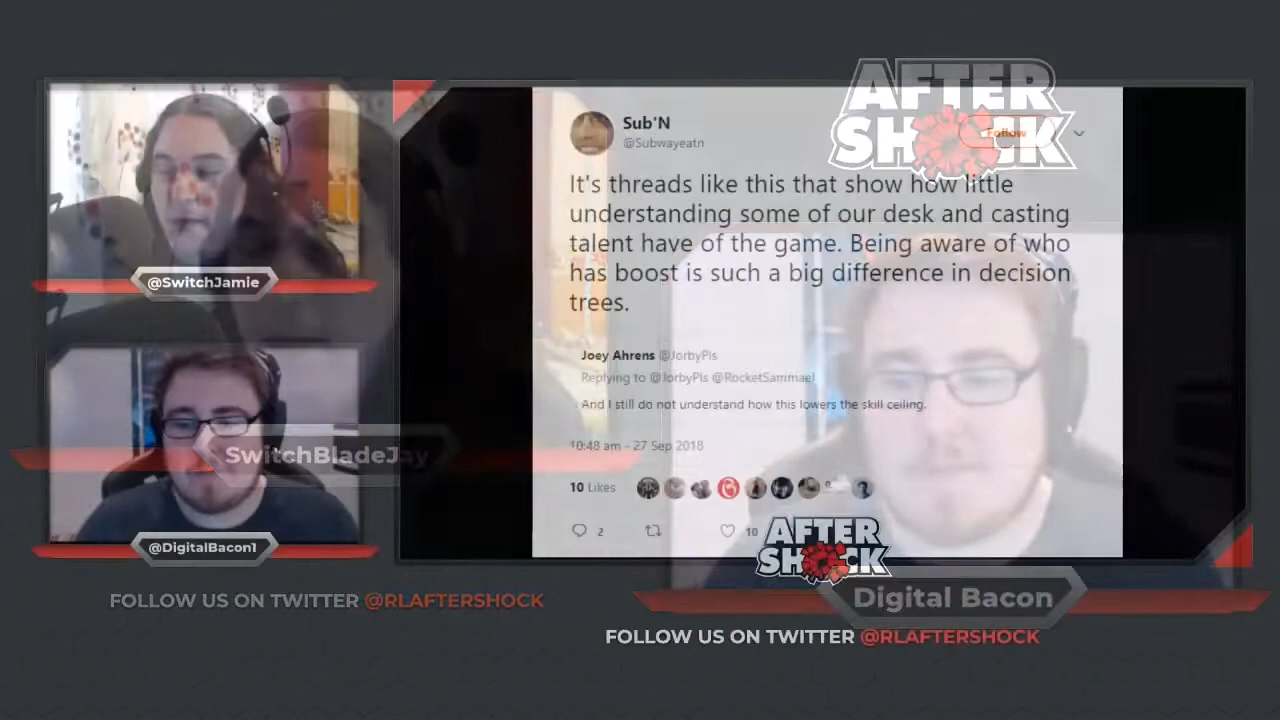 AFTER
SHOCK
Follow
Sub'N
@Subwayeatn
It's threads like this that show how little
understanding some of our desk and casting
talent have of the game. Being aware of who
has boost is such a big difference in decision
trees.
Joey Ahrens @JorbyPls
Replying to @JorbyPls @RocketSammael
And I still do not understand how this lowers the skill ceiling.
10:48 am - 27 Sep 2018
10 Likes
2
10
@SwitchJamie
SwitchBladeJay
@DigitalBacon1
AFTER
SHOCK
Digital Bacon
FOLLOW US ON TWITTER @RLAFTERSHOCK
FOLLOW US ON TWITTER @RLAFTERSHOCK